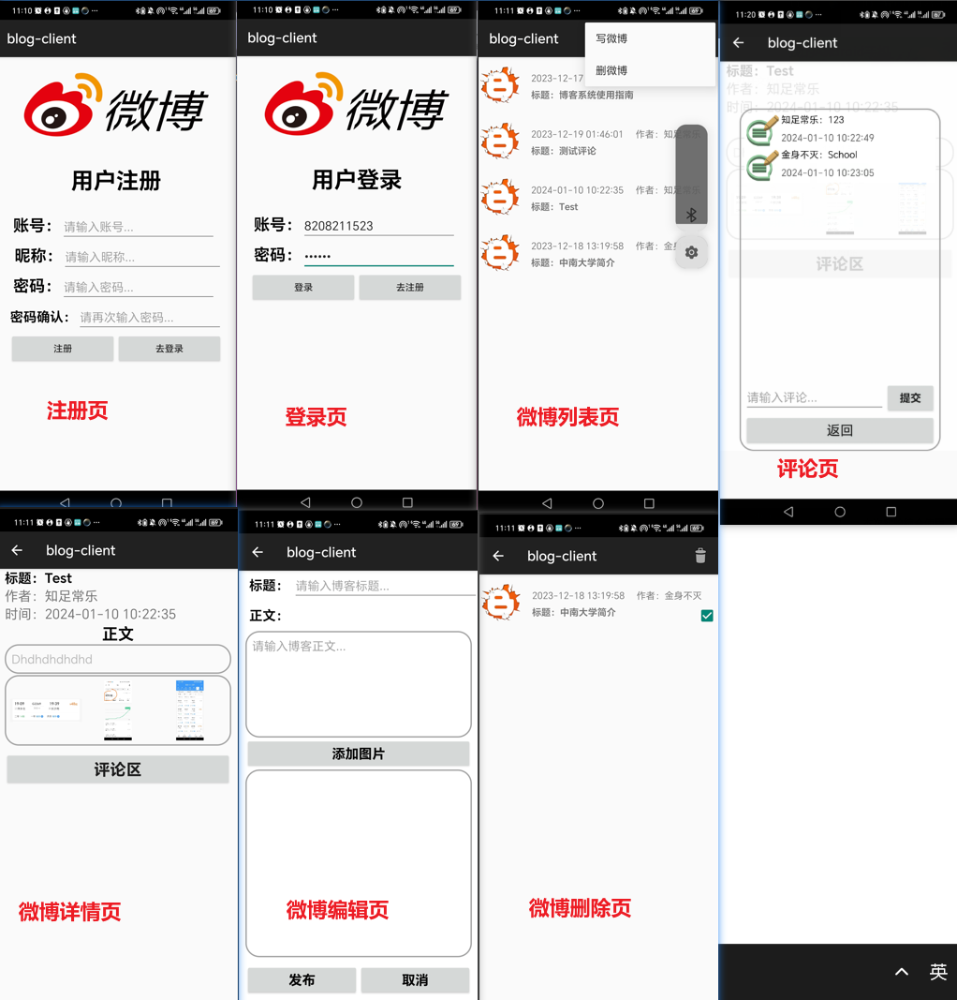 11:10
69
blog-client
微博
用户注册
账号： 请输入账号...
昵称： 请输入昵称...
密码： 请输入密码...
密码确认： 请再次输入密码...
注册 去登录
注册页
11:10
69
blog-client
微博
用户登录
账号： 8208211523
密码： ••••••
登录 去注册
登录页
11:11
69
blog-client
写微博
删微博
2023-12-17
标题：博客系统使用指南
2023-12-19 01:46:01 作者：知足常乐
标题：测试评论
2024-01-10 10:22:35 作者：知足常乐
标题：Test
2023-12-18 13:19:58 作者：金
标题：中南大学简介
微博列表页
11:20
67
blog-client
标题：Test
作者：知足常乐
时间：2024-01-10 10:22:35
知足常乐：123
2024-01-10 10:22:49
金身不灭：School
2024-01-10 10:23:05
评论区
请输入评论... 提交
返回
评论页
11:11
69
blog-client
标题：Test
作者：知足常乐
时间：2024-01-10 10:22:35
正文
Dhdhdhdhdhd
评论区
微博详情页
11:11
69
blog-client
标题： 请输入博客标题...
正文：
请输入博客正文...
添加图片
微博编辑页
发布 取消
11:11
69
blog-client
2023-12-18 13:19:58 作者：金身不灭
标题：中南大学简介
微博删除页
英